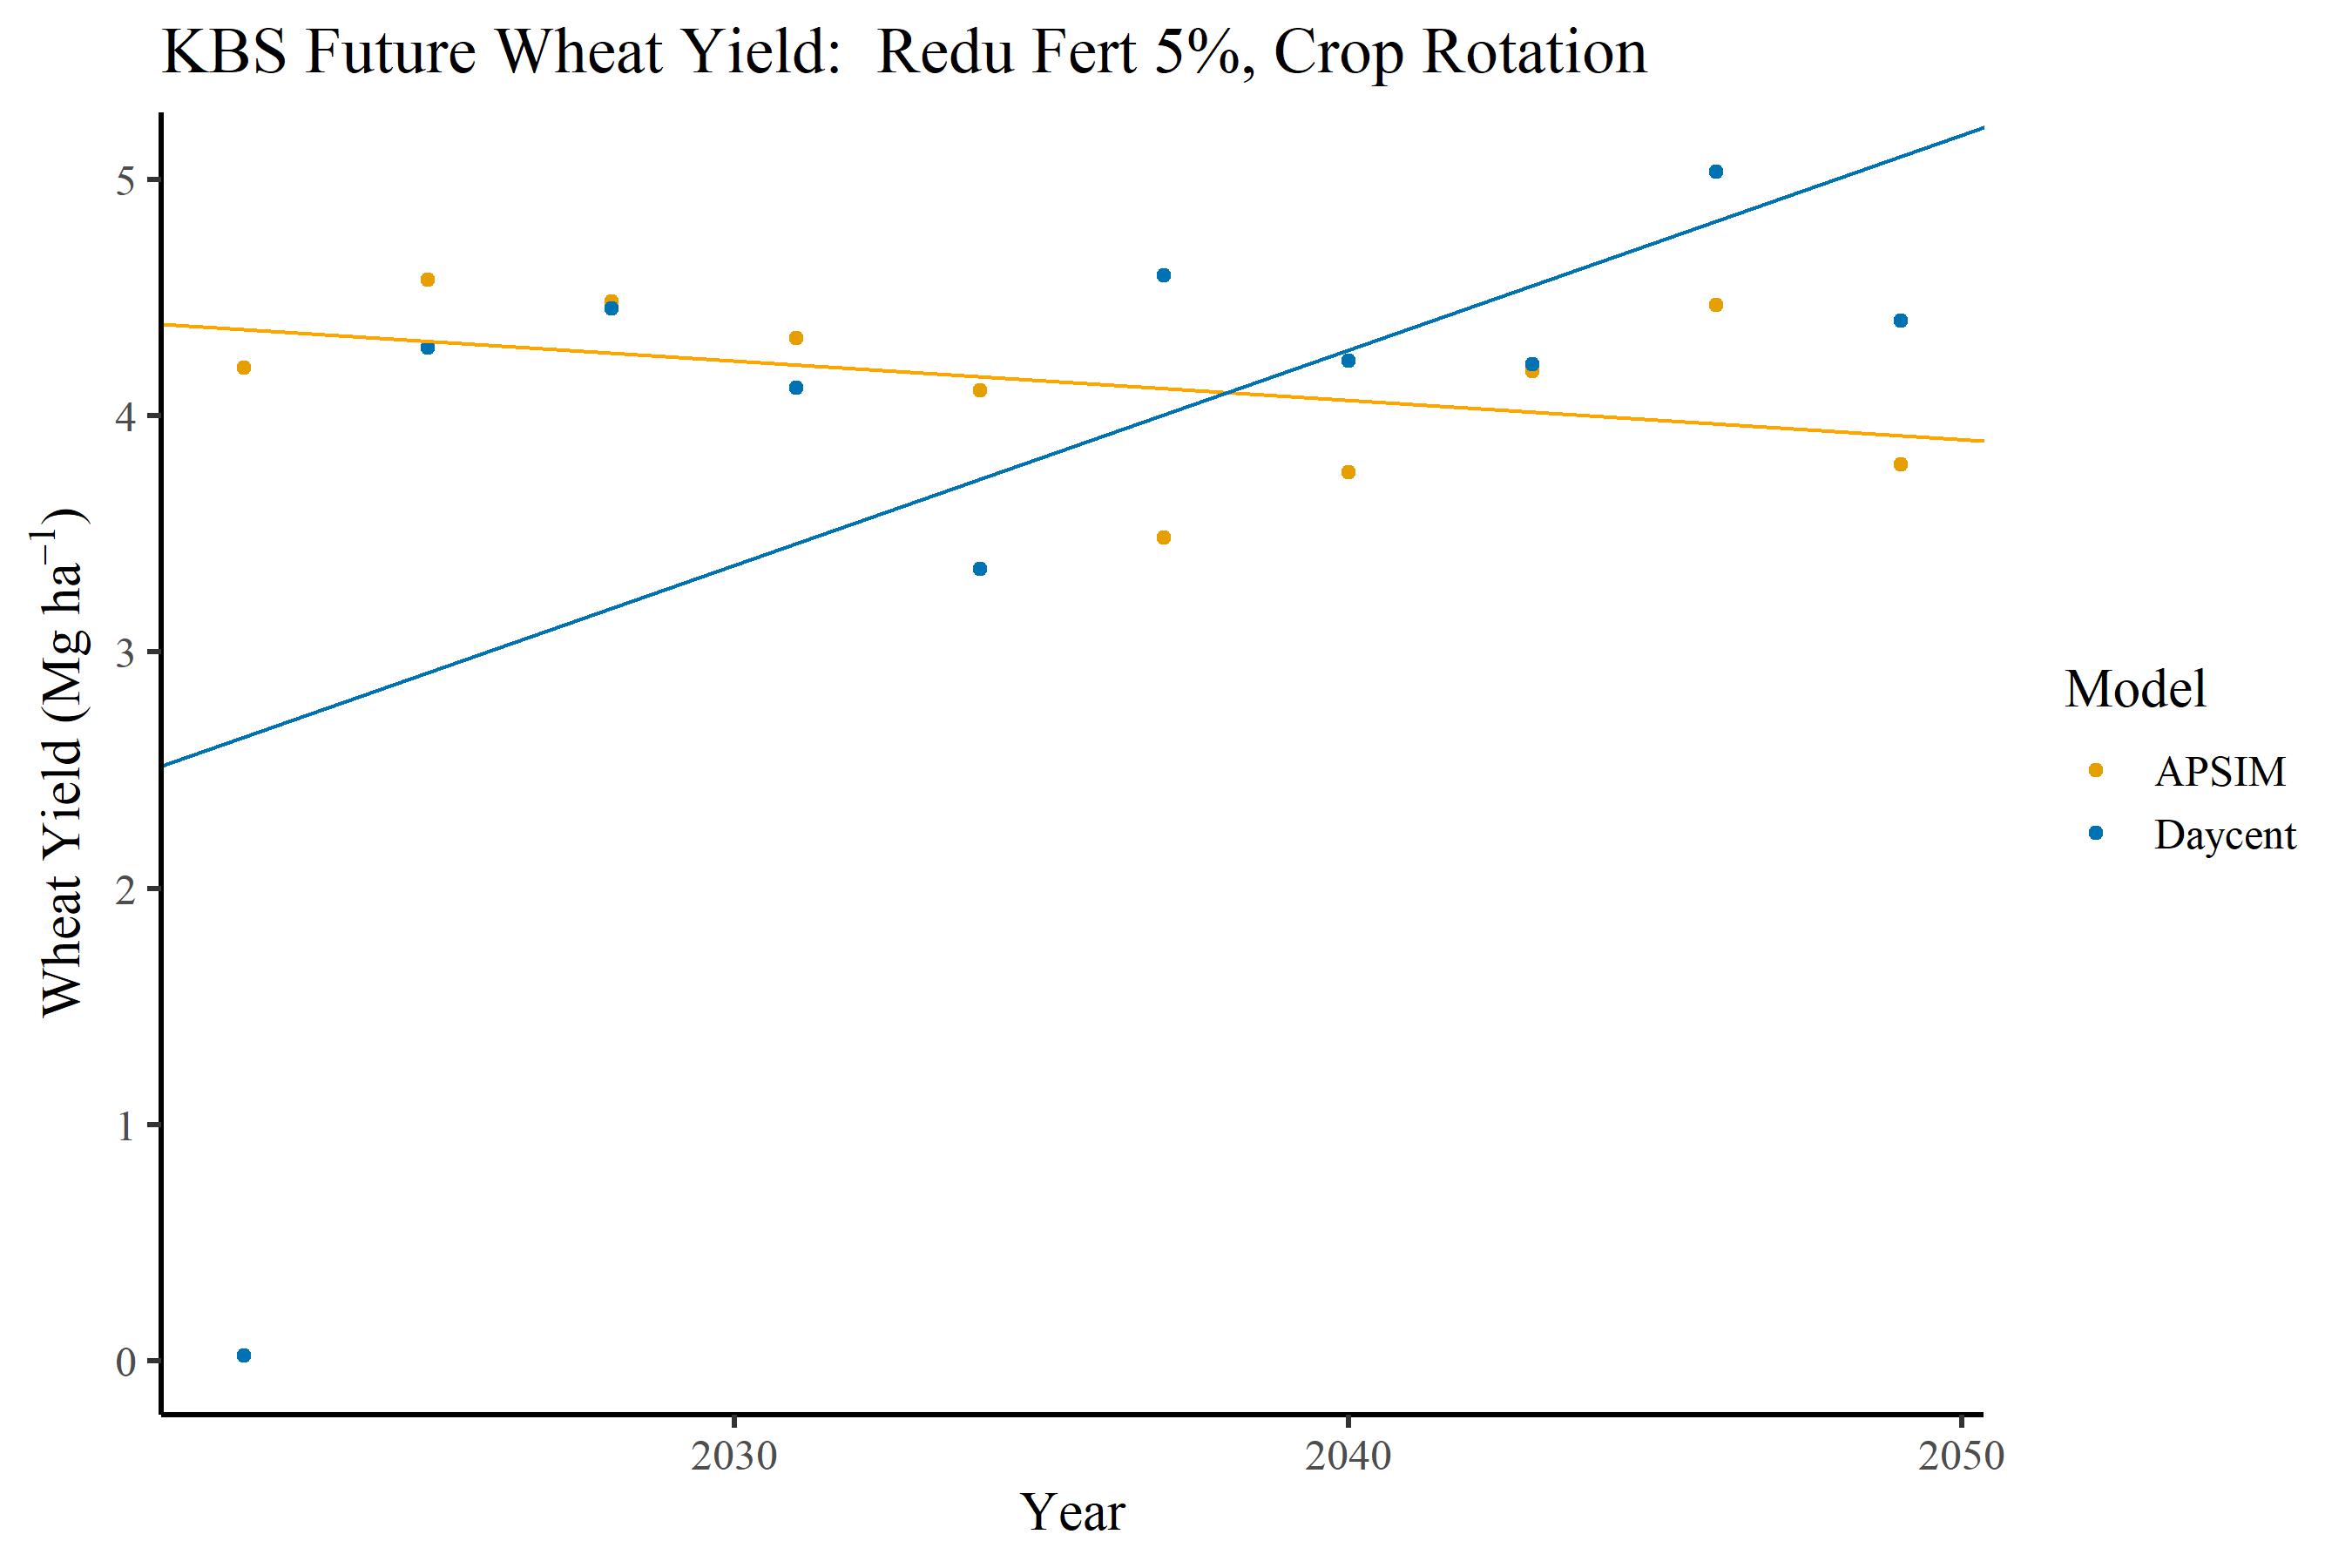 KBS Future Wheat Yield:  Redu Fert 5%, Crop Rotation
Wheat Yield (Mg ha⁻¹)
5
4
3
2
1
0
2030
2040
2050
Year
Model
APSIM
Daycent